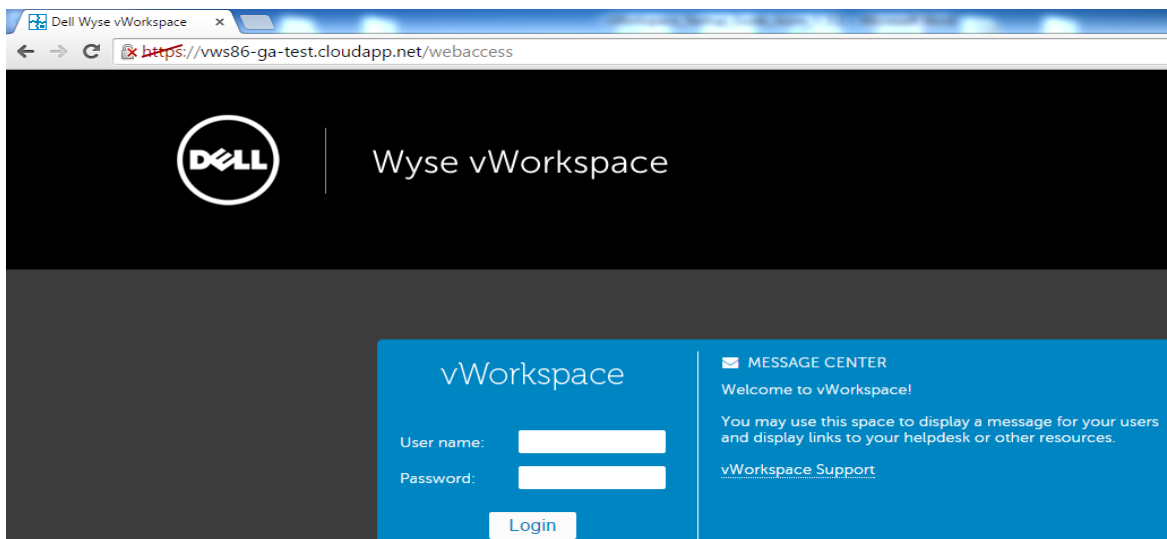 Dell Wyse vWorkspace
https://vws86-ga-test.cloudapp.net/webaccess
DELL
Wyse vWorkspace
vWorkspace
User name:
Password:
Login
MESSAGE CENTER
Welcome to vWorkspace!
You may use this space to display a message for your users
and display links to your helpdesk or other resources.
vWorkspace Support